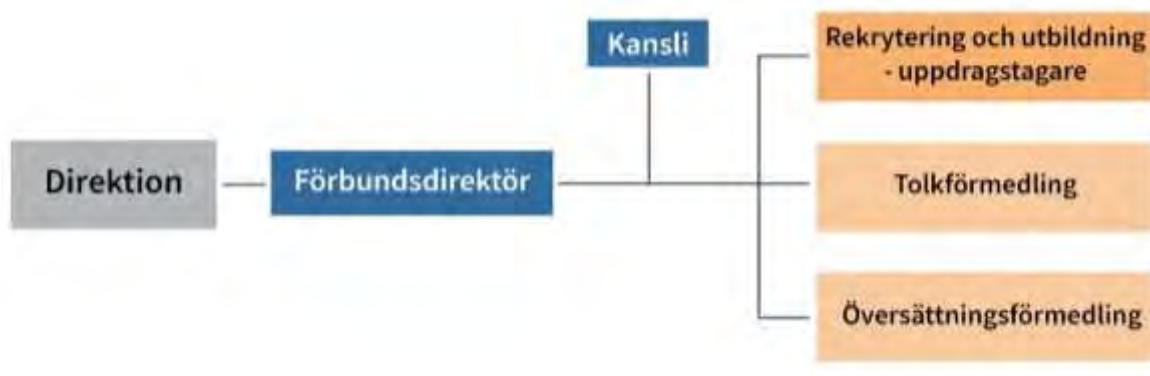 Kansli
Rekrytering och utbildning
- uppdragstagare
Direktion
Förbundsdirektör
Tolkförmedling
Översättningsförmedling